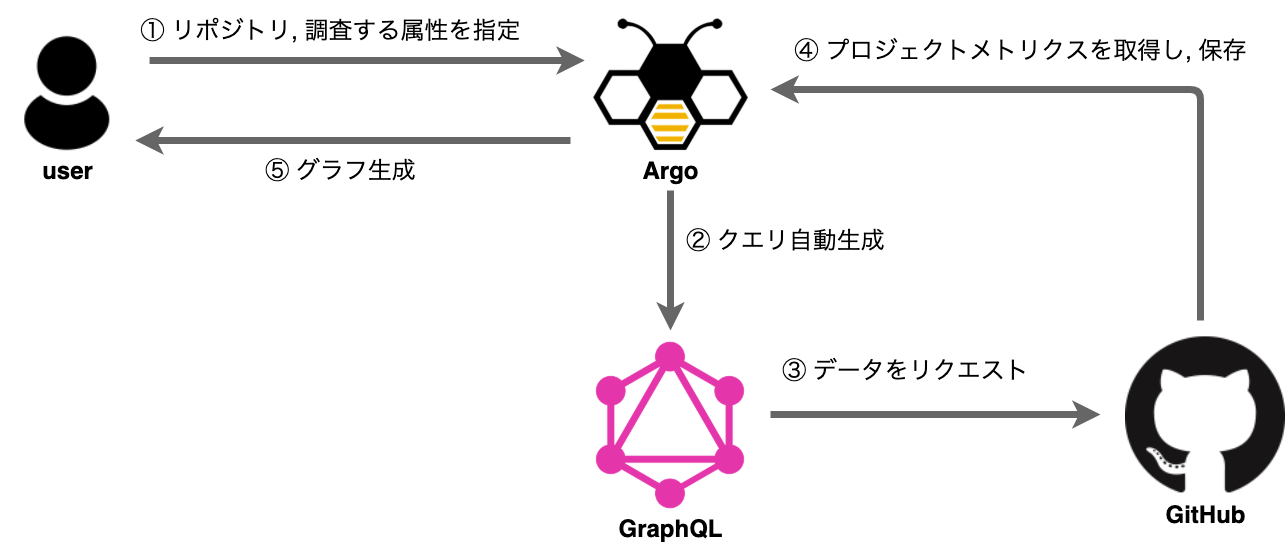 ① リポジトリ, 調査する属性を指定
④ プロジェクトメトリクスを取得し, 保存
user
⑤ グラフ生成
Argo
② クエリ自動生成
③ データをリクエスト
GraphQL
GitHub